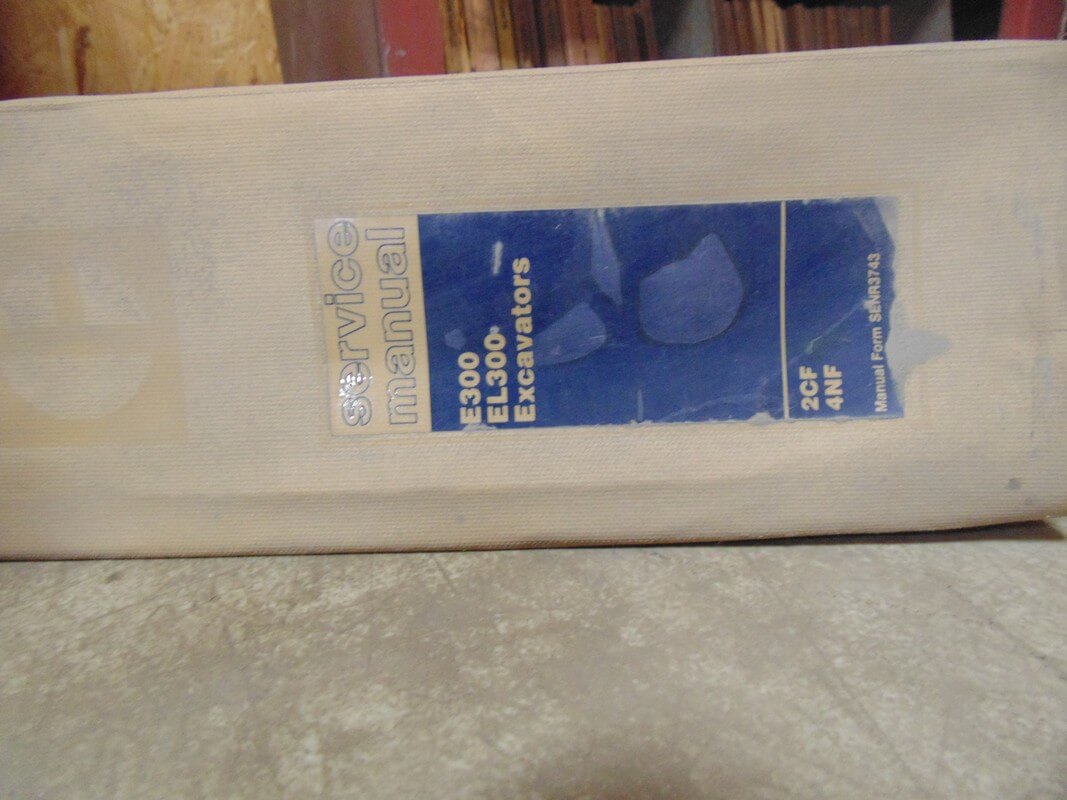 service
manual
E300
EL300
Excavators
2CF
4NF
Manual Form SENR3743